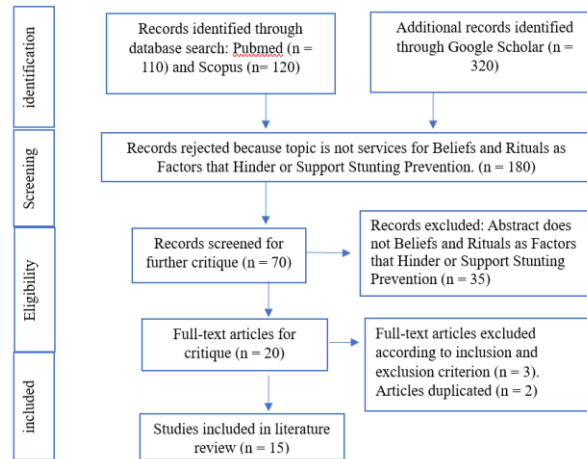 identification
Records identified through
database search: Pubmed (n =
110) and Scopus (n= 120)
Additional records identified
through Google Scholar (n =
320)
Screening
Records rejected because topic is not services for Beliefs and Rituals as
Factors that Hinder or Support Stunting Prevention. (n = 180)
Eligibility
Records screened for
further critique (n = 70)
Records excluded: Abstract does
not Beliefs and Rituals as Factors
that Hinder or Support Stunting
Prevention (n = 35)
Full-text articles for
critique (n = 20)
Full-text articles excluded
according to inclusion and
exclusion criterion (n = 3).
Articles duplicated (n = 2)
included
Studies included in literature
review (n = 15)